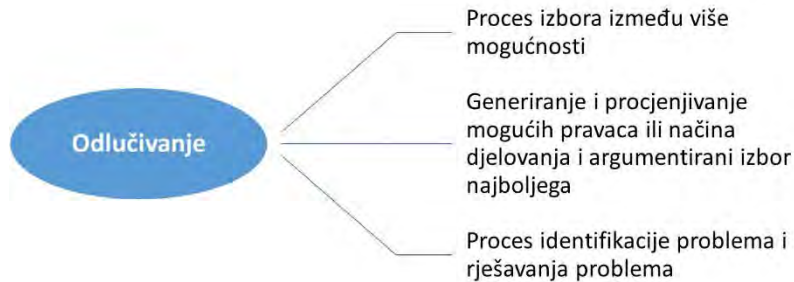 Odlučivanje
Proces izbora između više
mogućnosti
Generiranje i procjenjivanje
mogućih pravaca ili načina
djelovanja i argumentirani izbor
najboljega
Proces identifikacije problema i
rješavanja problema